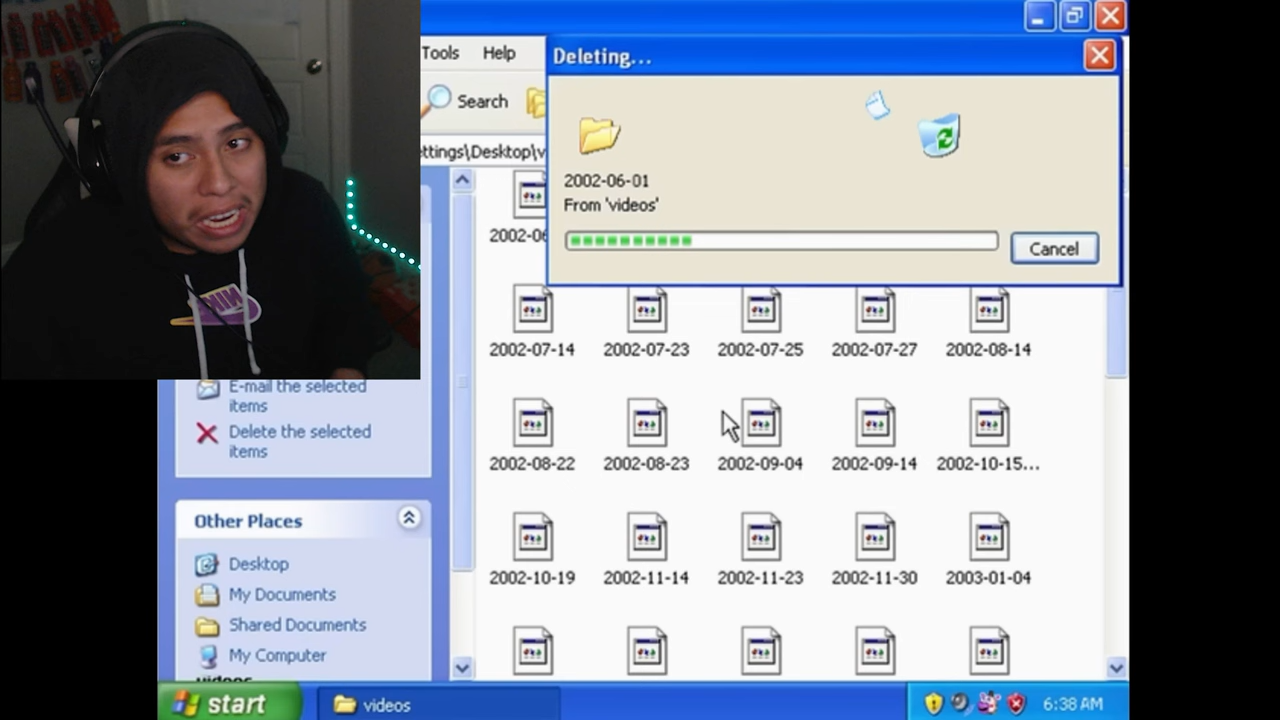 Tools Help
Deleting...
Search
2002-06-01
From 'videos'
Cancel
ettings\Desktop\v
2002-06
2002-07-14 2002-07-23 2002-07-25 2002-07-27 2002-08-14
E-mail the selected
items
Delete the selected
items
2002-08-22 2002-08-23 2002-09-04 2002-09-14 2002-10-15...
Other Places
Desktop
My Documents
Shared Documents
My Computer
videos
2002-10-19 2002-11-14 2002-11-23 2002-11-30 2003-01-04
start videos 6:38 AM